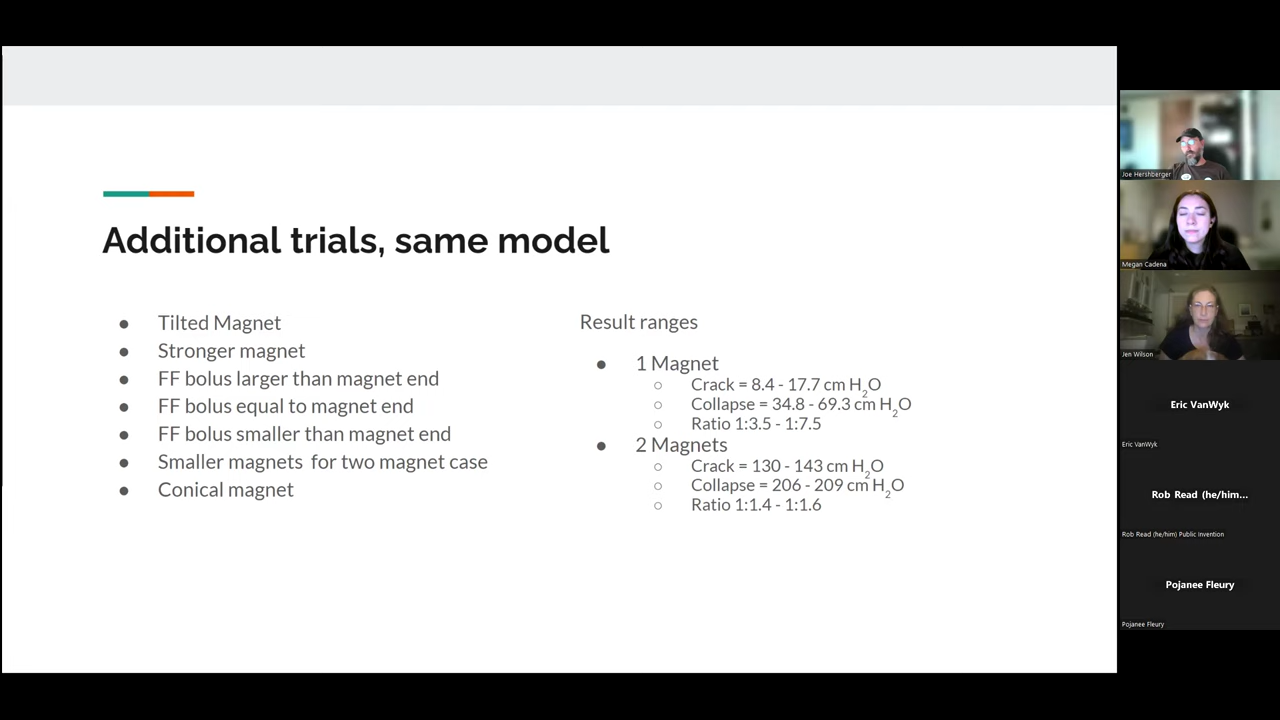 Additional trials, same model
● Tilted Magnet
● Stronger magnet
● FF bolus larger than magnet end
● FF bolus equal to magnet end
● FF bolus smaller than magnet end
● Smaller magnets for two magnet case
● Conical magnet
Result ranges
● 1 Magnet
○ Crack = 8.4 - 17.7 cm H₂O
○ Collapse = 34.8 - 69.3 cm H₂O
○ Ratio 1:3.5 - 1:7.5
● 2 Magnets
○ Crack = 130 - 143 cm H₂O
○ Collapse = 206 - 209 cm H₂O
○ Ratio 1:1.4 - 1:1.6
Joe Hershberger
Megan Cadena
Jen Wilson
Eric VanWyk
Eric VanWyk
Rob Read (he/him...
Rob Read (he/him) Public Invention
Pojanee Fleury
Pojanee Fleury